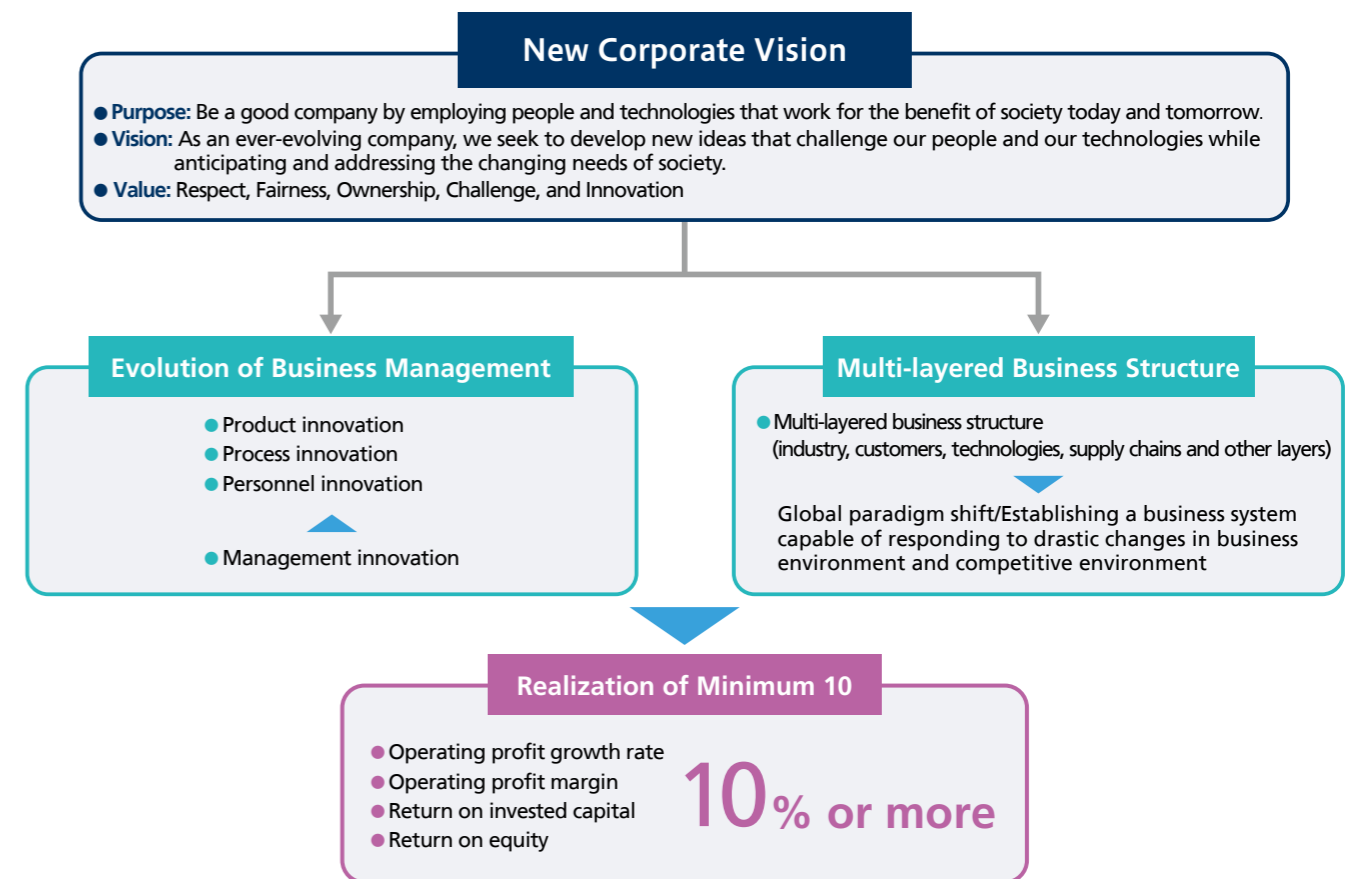 New Corporate Vision
● Purpose: Be a good company by employing people and technologies that work for the benefit of society today and tomorrow.
● Vision: As an ever-evolving company, we seek to develop new ideas that challenge our people and our technologies while
anticipating and addressing the changing needs of society.
● Value: Respect, Fairness, Ownership, Challenge, and Innovation
Evolution of Business Management
● Product innovation
● Process innovation
● Personnel innovation
● Management innovation
Multi-layered Business Structure
● Multi-layered business structure
(industry, customers, technologies, supply chains and other layers)
Global paradigm shift/Establishing a business system
capable of responding to drastic changes in business
environment and competitive environment
Realization of Minimum 10
● Operating profit growth rate
● Operating profit margin
● Return on invested capital
● Return on equity
10% or more